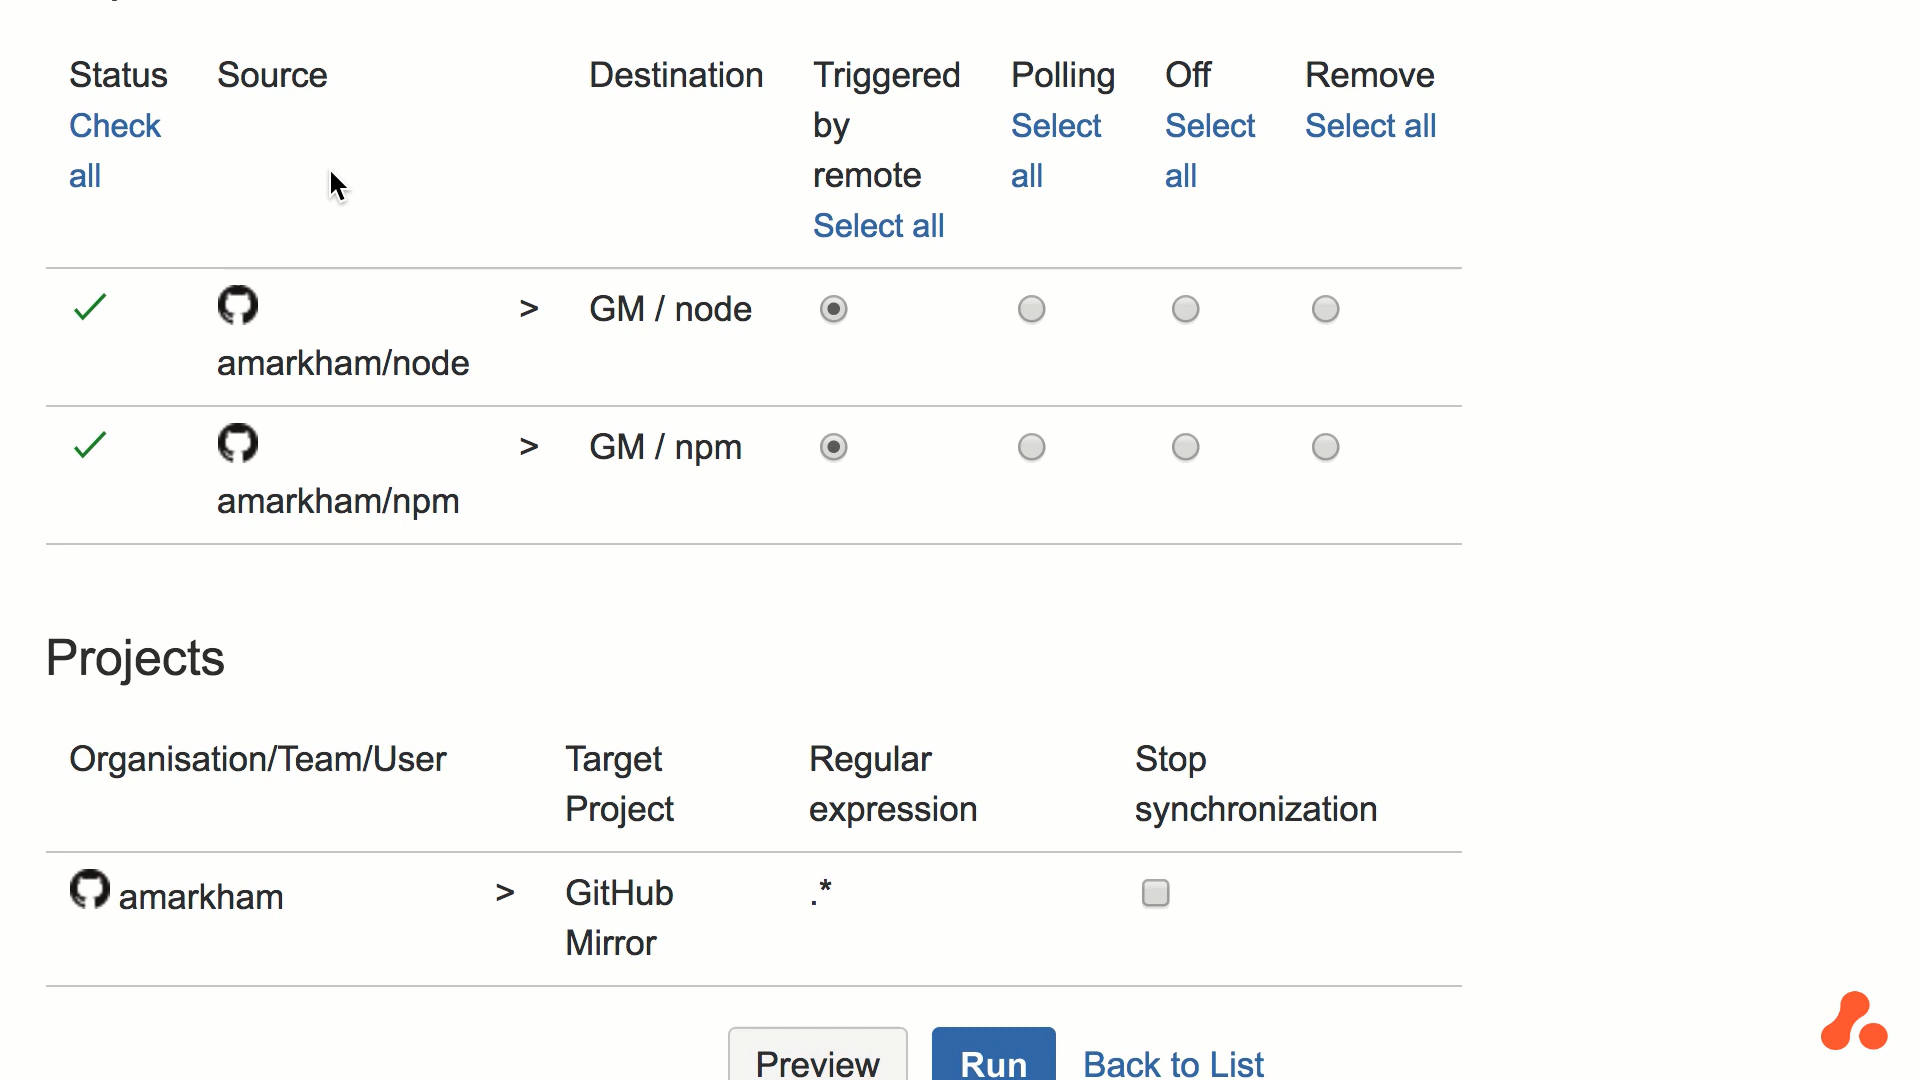 Status Source Destination Triggered Polling Off Remove
Check by Select Select Select all
all remote all all
Select all
> GM / node
amarkham/node
> GM / npm
amarkham/npm
Projects
Organisation/Team/User Target Regular Stop
Project expression synchronization
amarkham > GitHub .*
Mirror
Preview Run Back to List